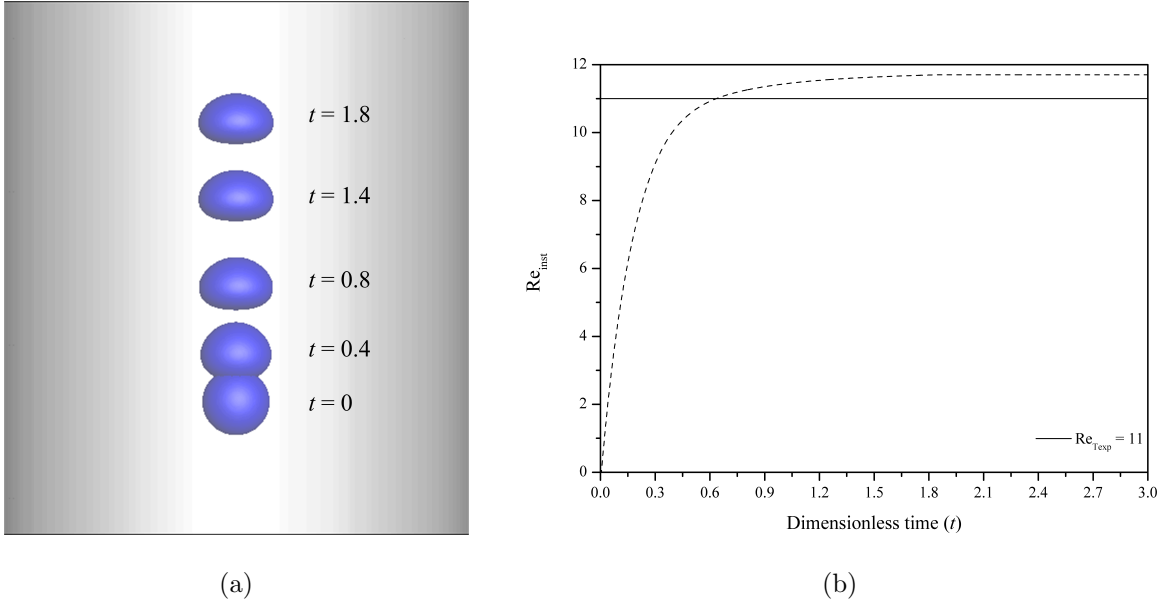 t = 1.8
t = 1.4
t = 0.8
t = 0.4
t = 0
(a)
12
10
8
6
4
2
0
Re_inst
Re_Texp = 11
0.0 0.3 0.6 0.9 1.2 1.5 1.8 2.1 2.4 2.7 3.0
Dimensionless time (t)
(b)